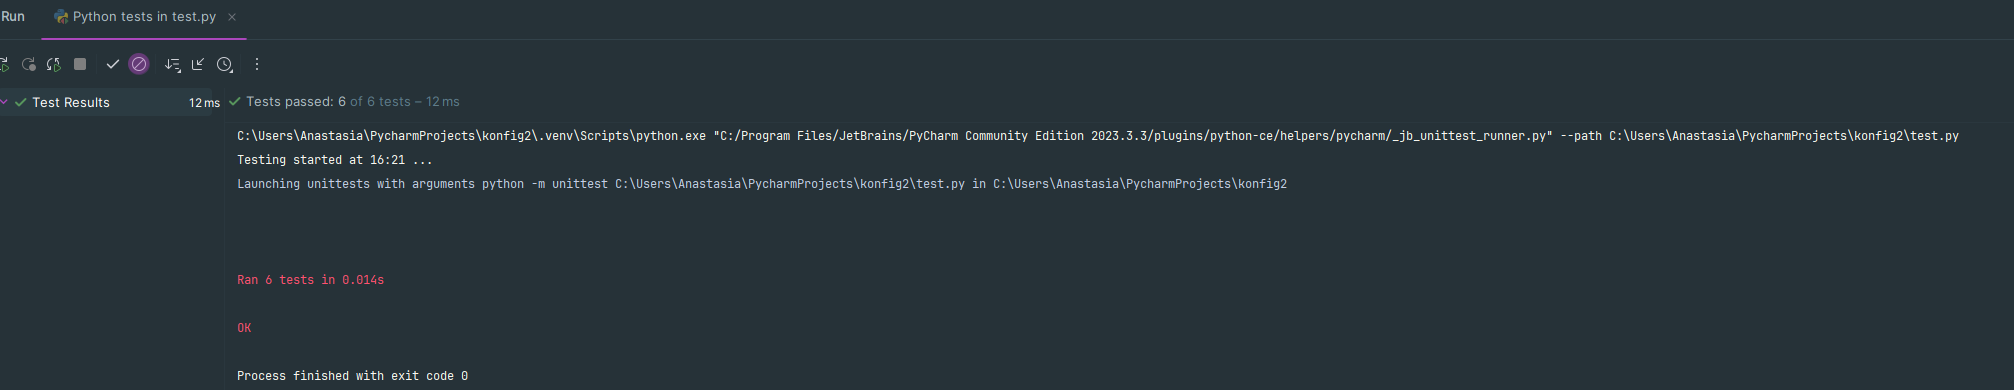 Run Python tests in test.py
Test Results 12 ms
Tests passed: 6 of 6 tests – 12 ms
C:\Users\Anastasia\PycharmProjects\konfig2\.venv\Scripts\python.exe "C:/Program Files/JetBrains/PyCharm Community Edition 2023.3.3/plugins/python-ce/helpers/pycharm/_jb_unittest_runner.py" --path C:\Users\Anastasia\PycharmProjects\konfig2\test.py
Testing started at 16:21 ...
Launching unittests with arguments python -m unittest C:\Users\Anastasia\PycharmProjects\konfig2\test.py in C:\Users\Anastasia\PycharmProjects\konfig2
Ran 6 tests in 0.014s
OK
Process finished with exit code 0